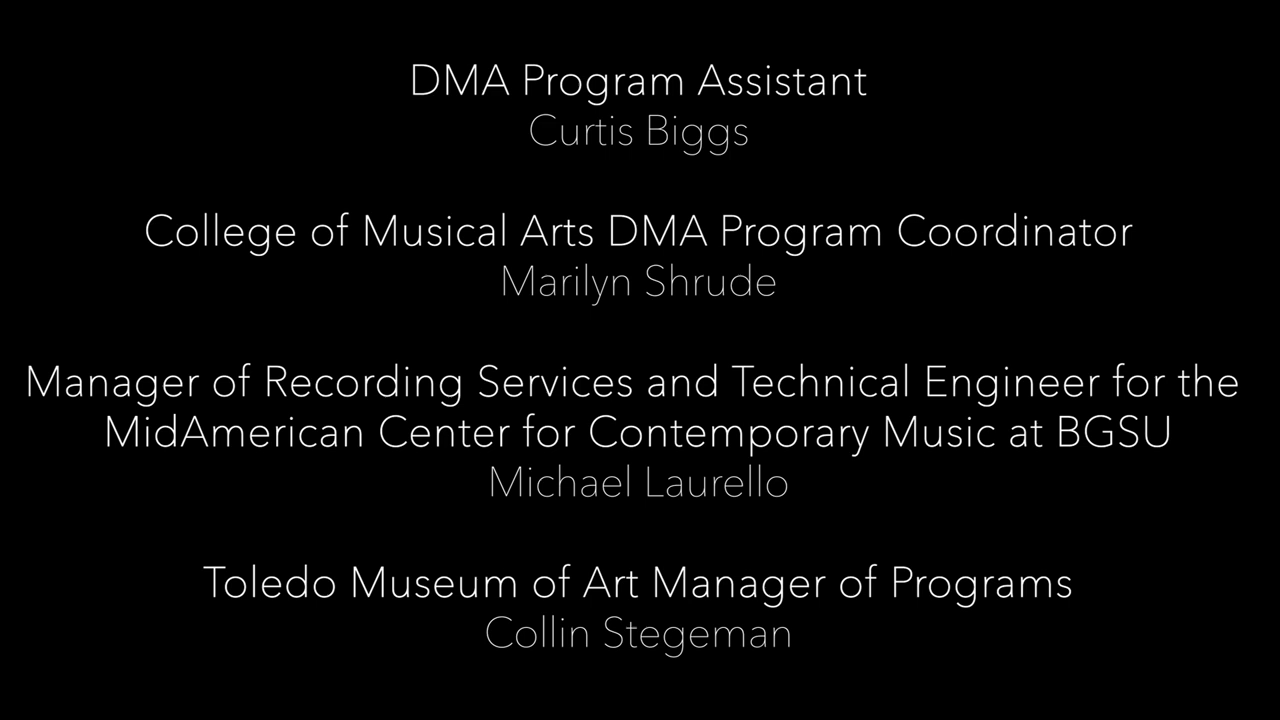 DMA Program Assistant
Curtis Biggs
College of Musical Arts DMA Program Coordinator
Marilyn Shrude
Manager of Recording Services and Technical Engineer for the
MidAmerican Center for Contemporary Music at BGSU
Michael Laurello
Toledo Museum of Art Manager of Programs
Collin Stegeman